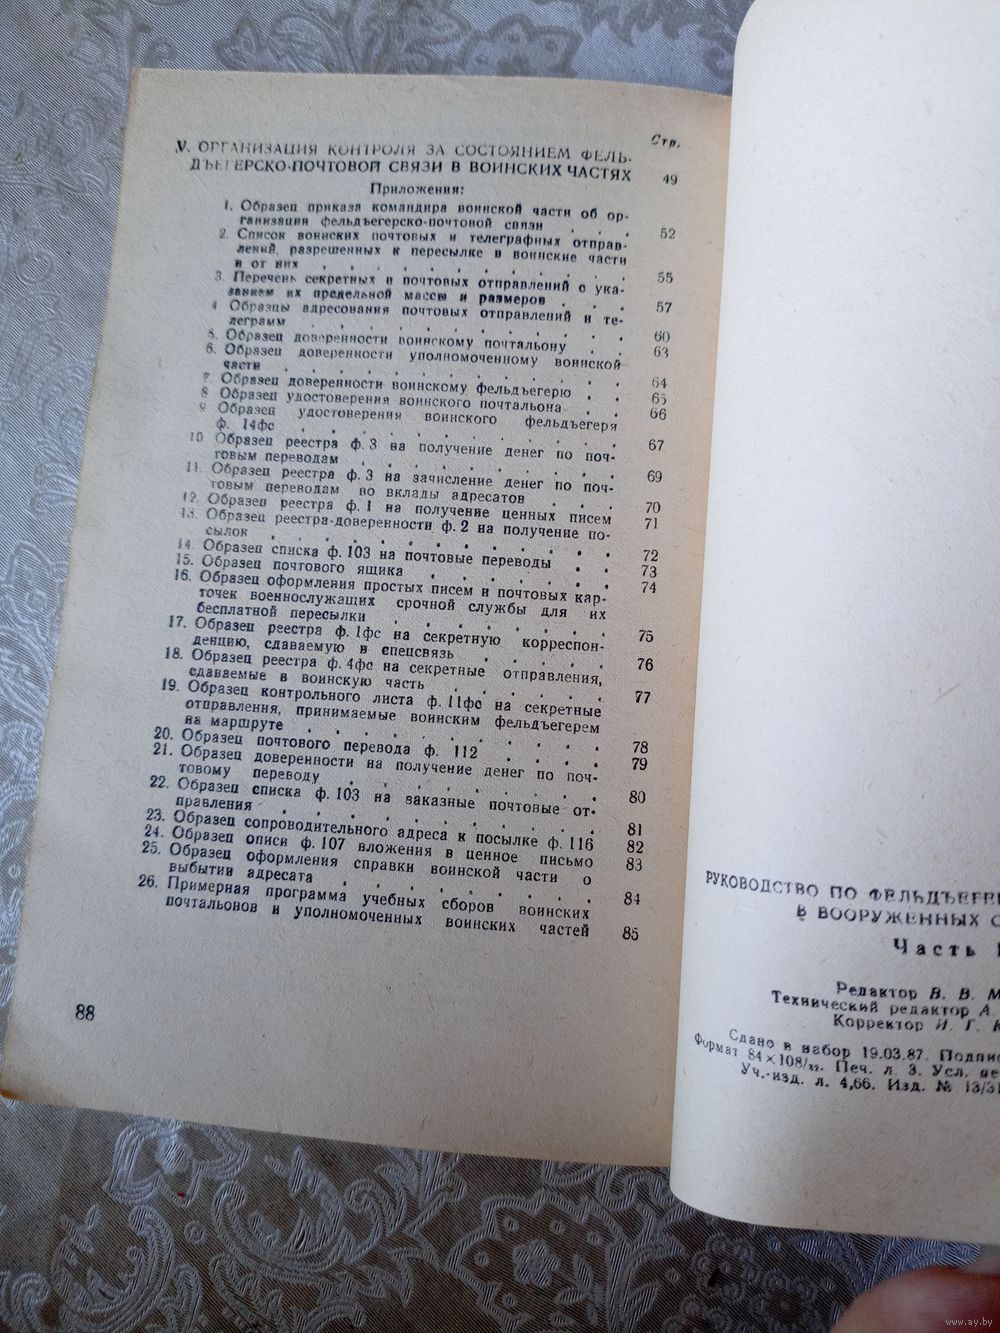 Стр.
V. ОРГАНИЗАЦИЯ КОНТРОЛЯ ЗА СОСТОЯНИЕМ ФЕЛЬ-
ДЪЕГЕРСКО-ПОЧТОВОЙ СВЯЗИ В ВОИНСКИХ ЧАСТЯХ 49
Приложения:
1. Образец приказа командира воинской части об ор-
ганизации фельдъегерско-почтовой связи . . . 52
2. Список воинских почтовых и телеграфных отправ-
лений, разрешенных к пересылке в воинские части
и от них . . . . . . . . . . . . 55
3. Перечень секретных и почтовых отправлений с ука-
занием их предельной массы и размеров . . . 57
4 Образцы адресования почтовых отправлений и те-
леграмм . . . . . . . . . . . . 60
5. Образец доверенности воинскому почтальону . . 63
6. Образец доверенности уполномоченному воинской
части . . . . . . . . . . . . . 64
7 Образец доверенности воинскому фельдъегерю . . 65
8 Образец удостоверения воинского почтальона . . 66
9 Образец удостоверения воинского фельдъегеря
ф. 14фс . . . . . . . . . . . . 67
10 Образец реестра ф. 3 на получение денег по поч-
товым переводам . . . . . . . . . . 69
11. Образец реестра ф. 3 на зачисление денег по поч-
товым переводам во вклады адресатов . . . 70
12. Образец реестра ф. 1 на получение ценных писем 71
13. Образец реестра-доверенности ф. 2 на получение по-
сылок . . . . . . . . . . . . . 72
14. Образец списка ф. 103 на почтовые переводы . . 73
15. Образец почтового ящика . . . . . . . 74
16. Образец оформления простых писем и почтовых кар-
точек военнослужащих срочной службы для их
бесплатной пересылки . . . . . . . . 75
17. Образец реестра ф. 1фс на секретную корреспон-
денцию, сдаваемую в спецсвязь . . . . . 76
18. Образец реестра ф. 4фс на секретные отправления,
сдаваемые в воинскую часть . . . . . . 77
19. Образец контрольного листа ф. 11фс на секретные
отправления, принимаемые воинским фельдъегерем
на маршруте . . . . . . . . . . . 78
20. Образец почтового перевода ф. 112 . . . . 79
21. Образец доверенности на получение денег по поч-
товому переводу . . . . . . . . . . 80
22. Образец списка ф. 103 на заказные почтовые от-
правления . . . . . . . . . . . . 81
23. Образец сопроводительного адреса к посылке ф. 116 82
24. Образец описи ф. 107 вложения в ценное письмо 83
25. Образец оформления справки воинской части о
выбытии адресата . . . . . . . . . 84
26. Примерная программа учебных сборов воинских
почтальонов и уполномоченных воинских частей 85
88
РУКОВОДСТВО ПО ФЕЛЬДЪЕГЕР
В ВООРУЖЕННЫХ С
Часть
Редактор В. В. М
Технический редактор А.
Корректор И. Г. К
Сдано в набор 19.03.87. Подпис
Формат 84×108/32. Печ. л. 3. Усл. пе
Уч.-изд. л. 4,66. Изд. № 13/31
www.ay.by